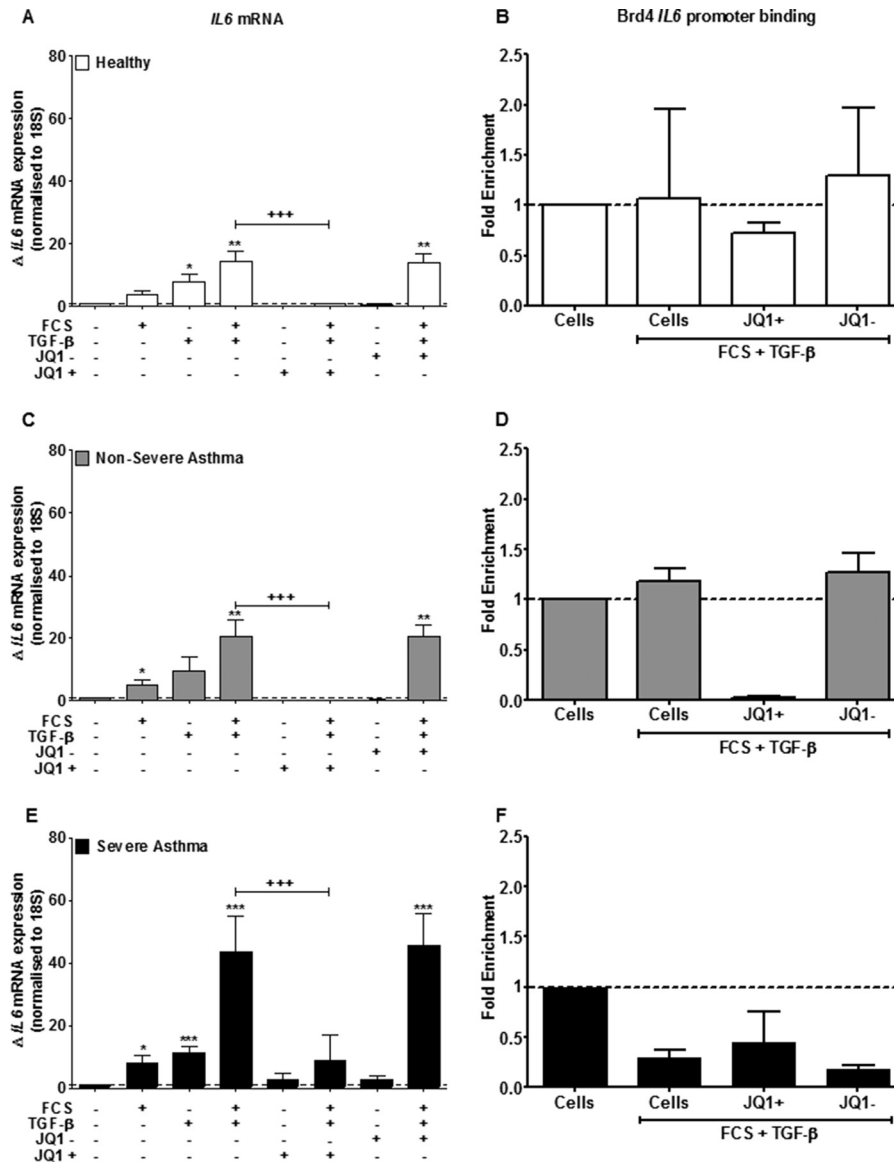 A
IL6 mRNA
Healthy
80
60
40
20
0
Δ IL6 mRNA expression
(normalised to 18S)
* ** +++ **
FCS - + - + - + - +
TGF-β - - + + - + - +
JQ1 - - - - - - - + +
JQ1 + - - - - + + - -
B
Brd4 IL6 promoter binding
2.5
2.0
1.5
1.0
0.5
0.0
Fold Enrichment
Cells Cells JQ1+ JQ1-
FCS + TGF-β
C
Non-Severe Asthma
80
60
40
20
0
Δ IL6 mRNA expression
(normalised to 18S)
* ** +++ **
FCS - + - + - + - +
TGF-β - - + + - + - +
JQ1 - - - - - - - + +
JQ1 + - - - - + + - -
D
2.5
2.0
1.5
1.0
0.5
0.0
Fold Enrichment
Cells Cells JQ1+ JQ1-
FCS + TGF-β
E
Severe Asthma
80
60
40
20
0
Δ IL6 mRNA expression
(normalised to 18S)
* *** *** +++ ***
FCS - + - + - + - +
TGF-β - - + + - + - +
JQ1 - - - - - - - + +
JQ1 + - - - - + + - -
F
2.5
2.0
1.5
1
0.5
0.0
Fold Enrichment
Cells Cells JQ1+ JQ1-
FCS + TGF-β